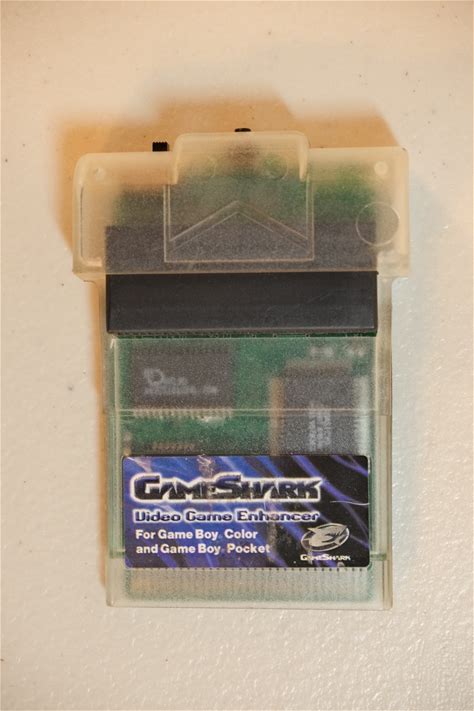 GameShark
Video Game Enhancer
For Game Boy Color
and Game Boy Pocket
GameShark